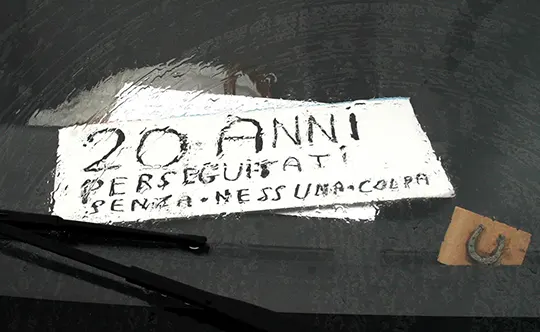 20 ANNI
PERSEGUITATI
SENZA·NESSUNA·COLPA